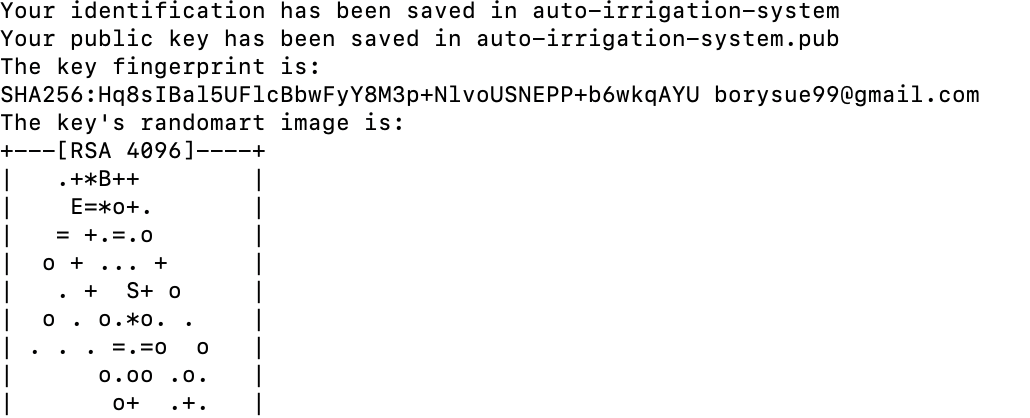 Your identification has been saved in auto-irrigation-system
Your public key has been saved in auto-irrigation-system.pub
The key fingerprint is:
SHA256:Hq8sIBal5UFlcBbwFyY8M3p+NlvoUSNEPP+b6wkqAYU borysue99@gmail.com
The key's randomart image is:
+---[RSA 4096]----+
|   .+*B++        |
|    E=*o+.       |
|   = +.=.o       |
|  o + ... +      |
|   . +  S+ o     |
|  o . o.*o. .    |
| . . . =.=o  o   |
|      o.oo .o.   |
|       o+  .+.   |